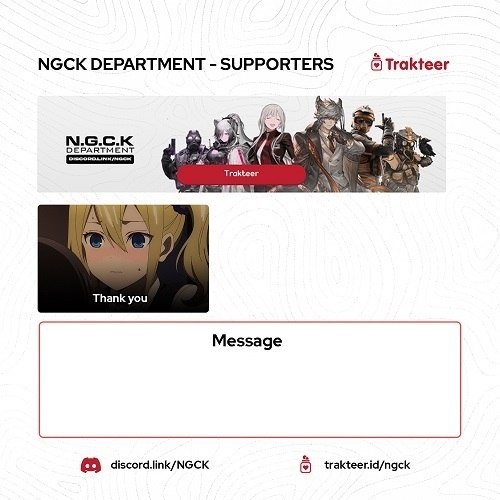 NGCK DEPARTMENT - SUPPORTERS
Trakteer
N.G.C.K
DEPARTMENT
DISCORD.LINK/NGCK
Trakteer
Thank you
Message
discord.link/NGCK
trakteer.id/ngck